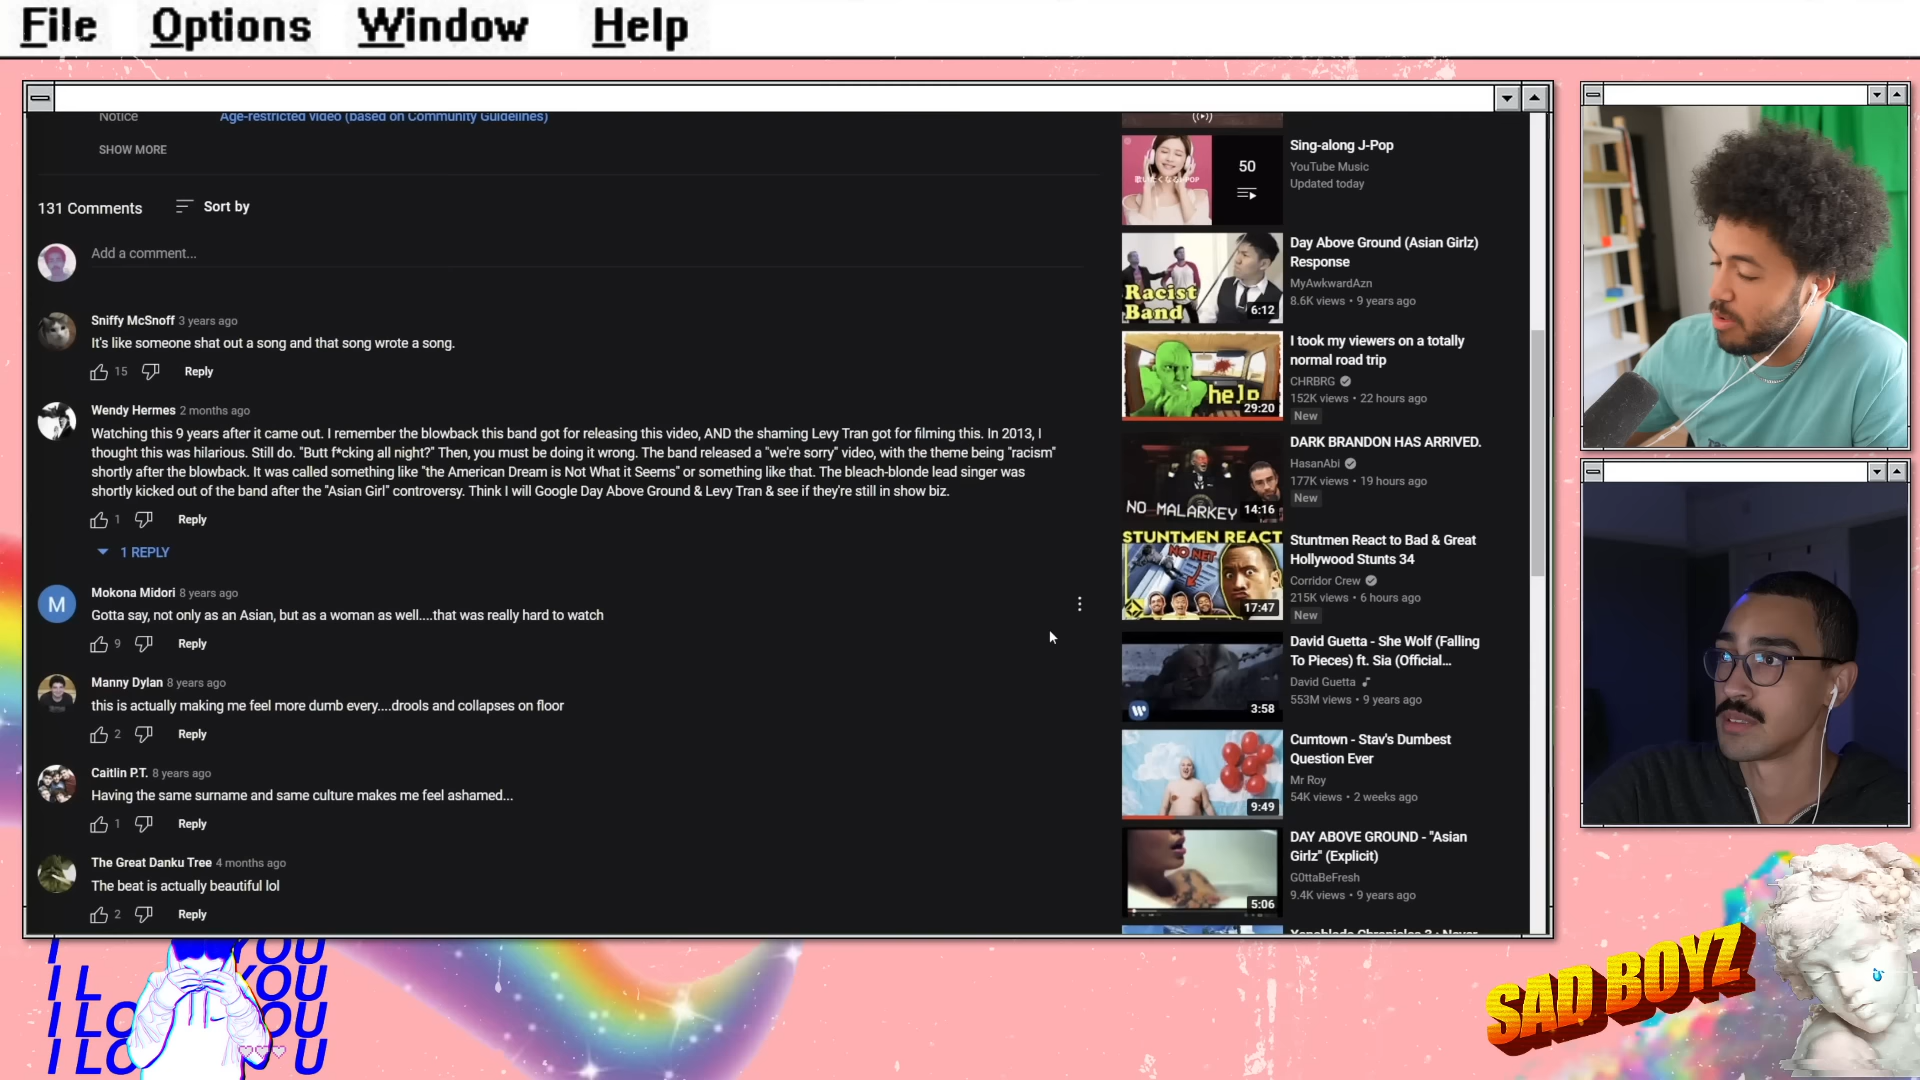 File Options Window Help
Notice Age-restricted video (based on Community Guidelines)
SHOW MORE
131 Comments Sort by
Add a comment...
Sniffy McSnoff 3 years ago
It's like someone shat out a song and that song wrote a song.
15 Reply
Wendy Hermes 2 months ago
Watching this 9 years after it came out. I remember the blowback this band got for releasing this video, AND the shaming Levy Tran got for filming this. In 2013, I
thought this was hilarious. Still do. "Butt f*cking all night?" Then, you must be doing it wrong. The band released a "we're sorry" video, with the theme being "racism"
shortly after the blowback. It was called something like "the American Dream is Not What it Seems" or something like that. The bleach-blonde lead singer was
shortly kicked out of the band after the "Asian Girl" controversy. Think I will Google Day Above Ground & Levy Tran & see if they're still in show biz.
1 Reply
1 REPLY
M
Mokona Midori 8 years ago
Gotta say, not only as an Asian, but as a woman as well....that was really hard to watch
9 Reply
Manny Dylan 8 years ago
this is actually making me feel more dumb every....drools and collapses on floor
2 Reply
Caitlin P.T. 8 years ago
Having the same surname and same culture makes me feel ashamed...
1 Reply
The Great Danku Tree 4 months ago
The beat is actually beautiful lol
2 Reply
50
Sing-along J-Pop
YouTube Music
Updated today
Racist
Band
6:12
Day Above Ground (Asian Girlz)
Response
MyAwkwardAzn
8.6K views • 9 years ago
help
29:20
I took my viewers on a totally
normal road trip
CHRBRG
152K views • 22 hours ago
New
NO MALARKEY
14:16
DARK BRANDON HAS ARRIVED.
HasanAbi
177K views • 19 hours ago
New
STUNTMEN REACT
NO NET
17:47
Stuntmen React to Bad & Great
Hollywood Stunts 34
Corridor Crew
215K views • 6 hours ago
New
3:58
David Guetta - She Wolf (Falling
To Pieces) ft. Sia (Official...
David Guetta
553M views • 9 years ago
9:49
Cumtown - Stav's Dumbest
Question Ever
Mr Roy
54K views • 2 weeks ago
5:06
DAY ABOVE GROUND - "Asian
Girlz" (Explicit)
G0ttaBeFresh
9.4K views • 9 years ago
I YOU
I L YOU
I LO OU
I LO U
SAD BOYZ